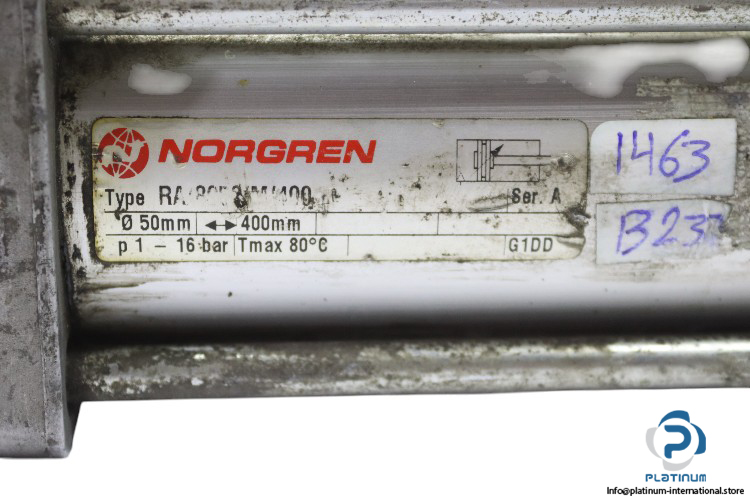 NORGREN
Type Ser. A
Ø 50mm 400mm
p 1 - 16 bar Tmax 80°C G1DD
1463
PLATINUM
Info@platinum-international.store